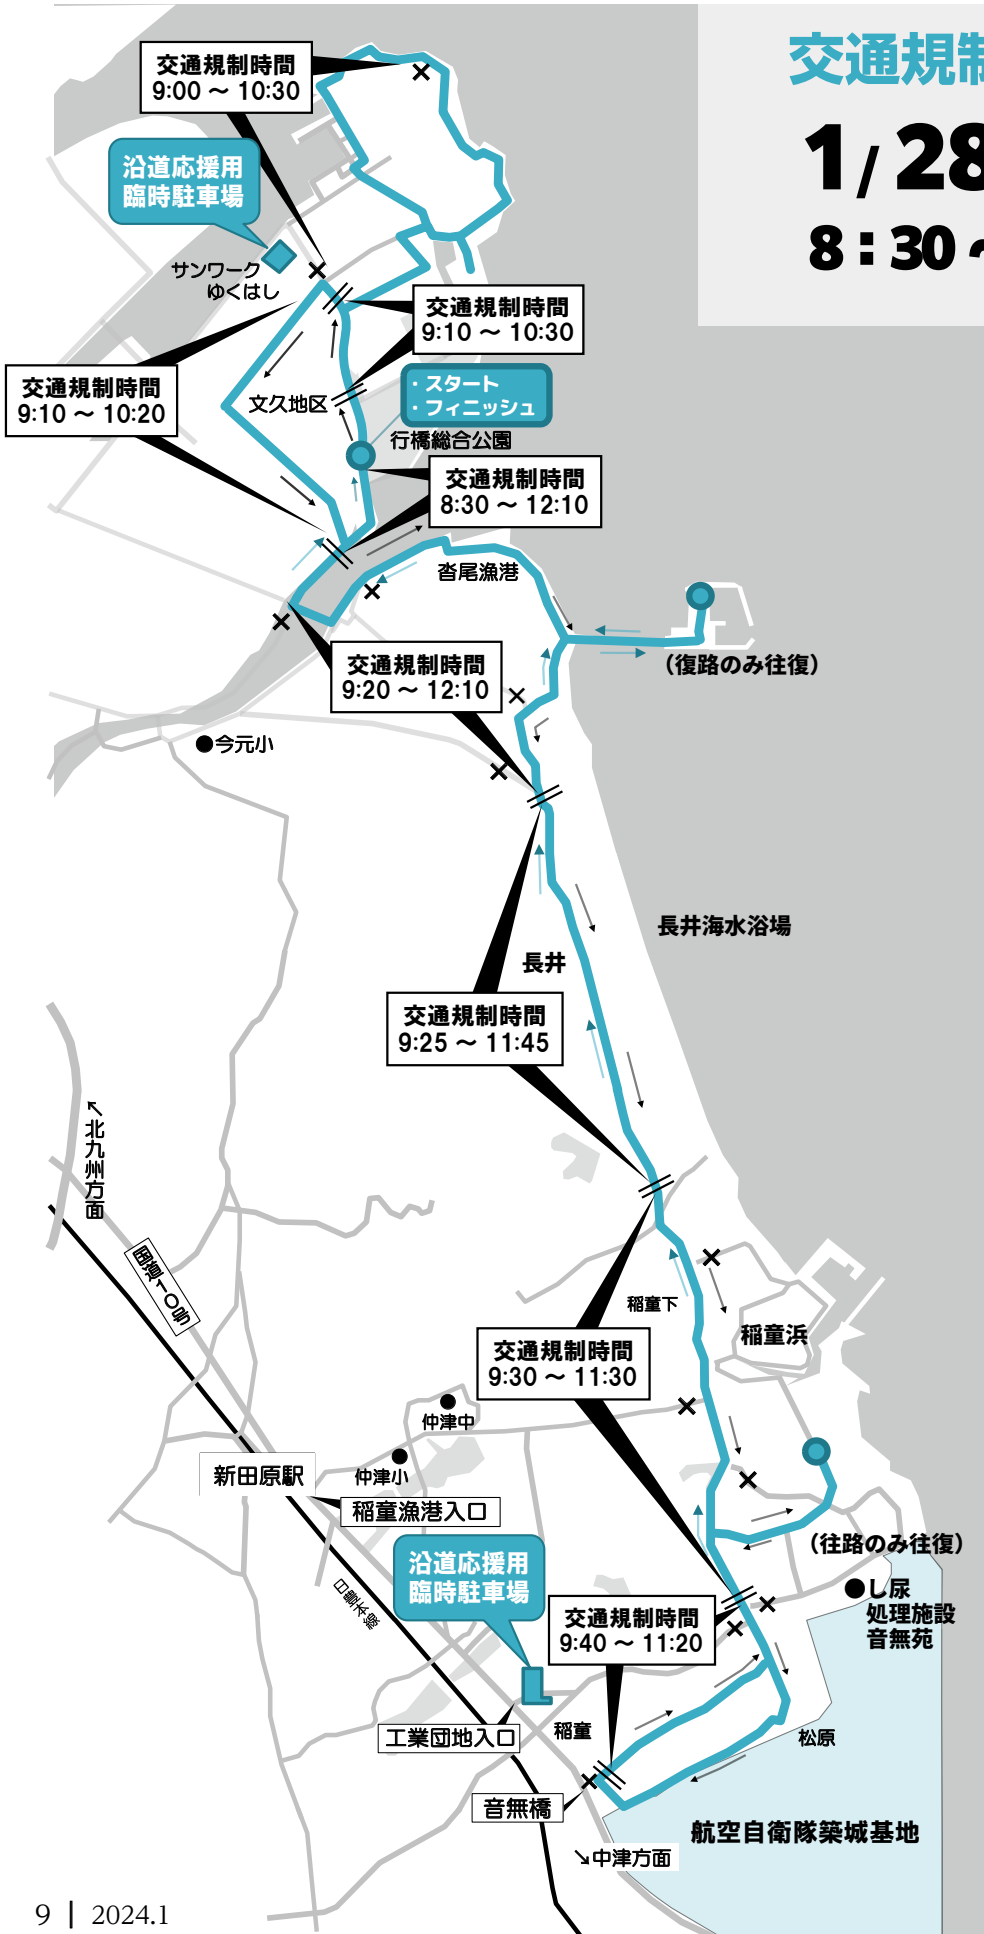 交通規制
1/28
8：30～
交通規制時間
9:00 ～ 10:30
沿道応援用
臨時駐車場
サンワーク
ゆくはし
交通規制時間
9:10 ～ 10:30
交通規制時間
9:10 ～ 10:20
文久地区
・スタート
・フィニッシュ
行橋総合公園
交通規制時間
8:30 ～ 12:10
沓尾漁港
交通規制時間
9:20 ～ 12:10
（復路のみ往復）
●今元小
長井海水浴場
長井
交通規制時間
9:25 ～ 11:45
←北九州方面
国道10号
稲童下
稲童浜
交通規制時間
9:30 ～ 11:30
仲津中
仲津小
新田原駅
稲童漁港入口
日豊本線
沿道応援用
臨時駐車場
（往路のみ往復）
●し尿
処理施設
音無苑
交通規制時間
9:40 ～ 11:20
稲童
工業団地入口
松原
音無橋
航空自衛隊築城基地
↘中津方面
9 | 2024.1